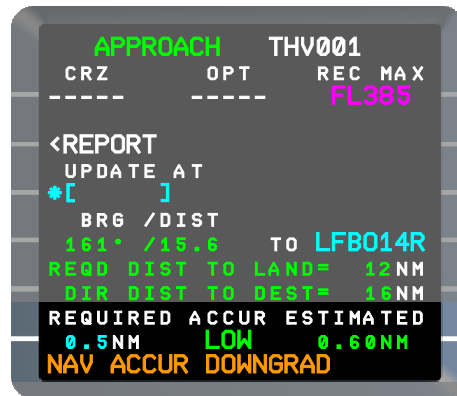 APPROACH THV001
CRZ OPT REC MAX
----- ----- FL385
<REPORT
UPDATE AT
*[ ]
BRG /DIST
161° /15.6 TO LFBO14R
REQD DIST TO LAND= 12NM
DIR DIST TO DEST= 16NM
REQUIRED ACCUR ESTIMATED
0.5NM LOW 0.60NM
NAV ACCUR DOWNGRAD